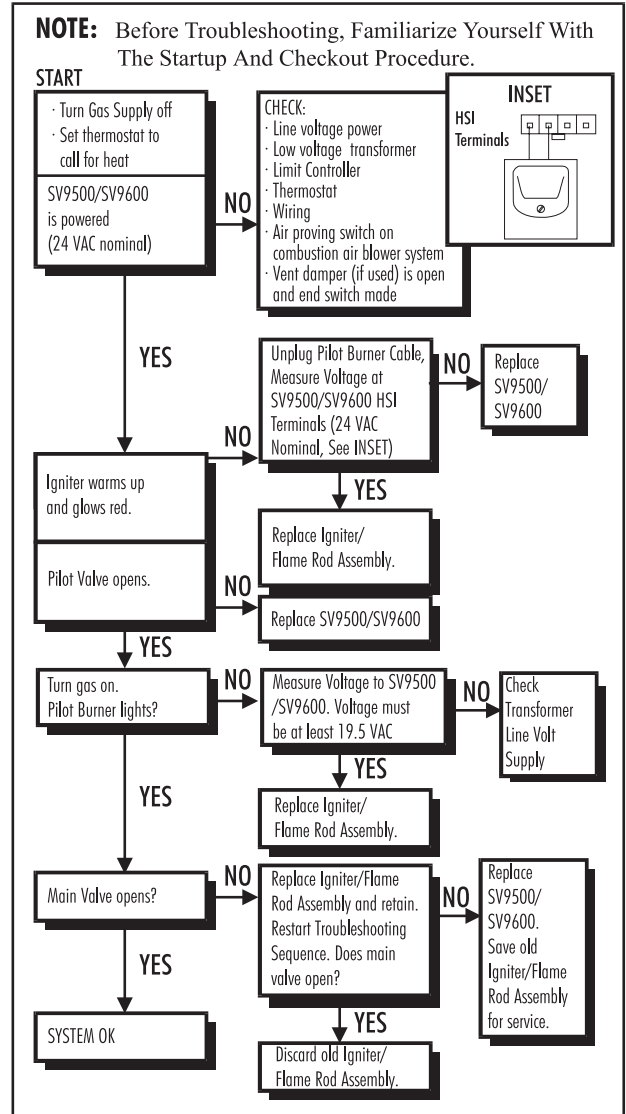 NOTE: Before Troubleshooting, Familiarize Yourself With
The Startup And Checkout Procedure.
START
· Turn Gas Supply off
· Set thermostat to
call for heat
SV9500/SV9600
is powered
(24 VAC nominal)
NO
CHECK:
· Line voltage power
· Low voltage transformer
· Limit Controller
· Thermostat
· Wiring
· Air proving switch on
combustion air blower system
· Vent damper (if used) is open
and end switch made
INSET
HSI
Terminals
YES
Igniter warms up
and glows red.
NO
Unplug Pilot Burner Cable,
Measure Voltage at
SV9500/SV9600 HSI
Terminals (24 VAC
Nominal, See INSET)
NO
Replace
SV9500/
SV9600
YES
Replace Igniter/
Flame Rod Assembly.
Pilot Valve opens.
NO
Replace SV9500/SV9600
YES
Turn gas on.
Pilot Burner lights?
NO
Measure Voltage to SV9500
/SV9600. Voltage must
be at least 19.5 VAC
NO
Check
Transformer
Line Volt
Supply
YES
Replace Igniter/
Flame Rod Assembly.
YES
Main Valve opens?
NO
Replace Igniter/Flame
Rod Assembly and retain.
Restart Troubleshooting
Sequence. Does main
valve open?
NO
Replace
SV9500/
SV9600.
Save old
Igniter/Flame
Rod Assembly
for service.
YES
Discard old Igniter/
Flame Rod Assembly.
YES
SYSTEM OK